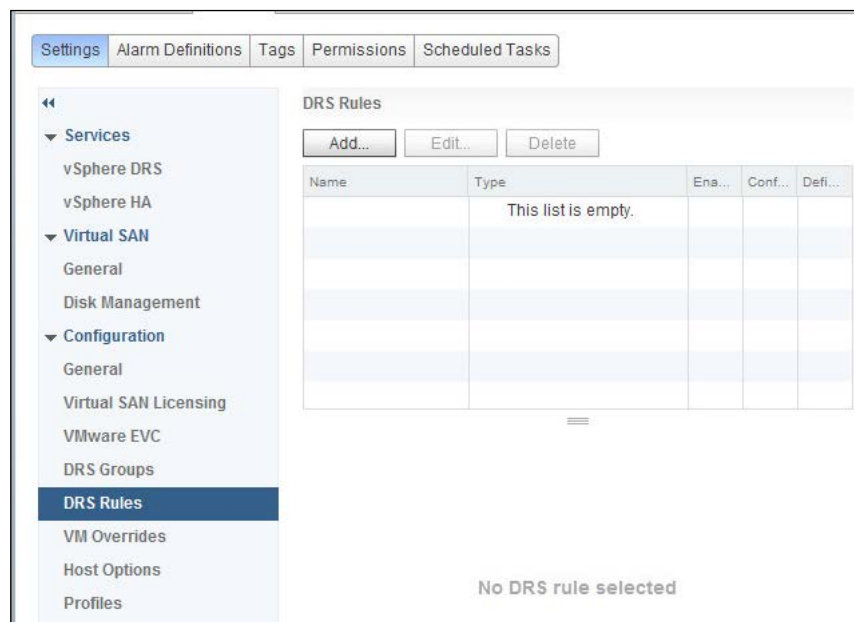 Settings Alarm Definitions Tags Permissions Scheduled Tasks
Services
vSphere DRS
vSphere HA
Virtual SAN
General
Disk Management
Configuration
General
Virtual SAN Licensing
VMware EVC
DRS Groups
DRS Rules
VM Overrides
Host Options
Profiles
DRS Rules
Add... Edit... Delete
Name Type Ena... Conf... Defi...
This list is empty.
No DRS rule selected